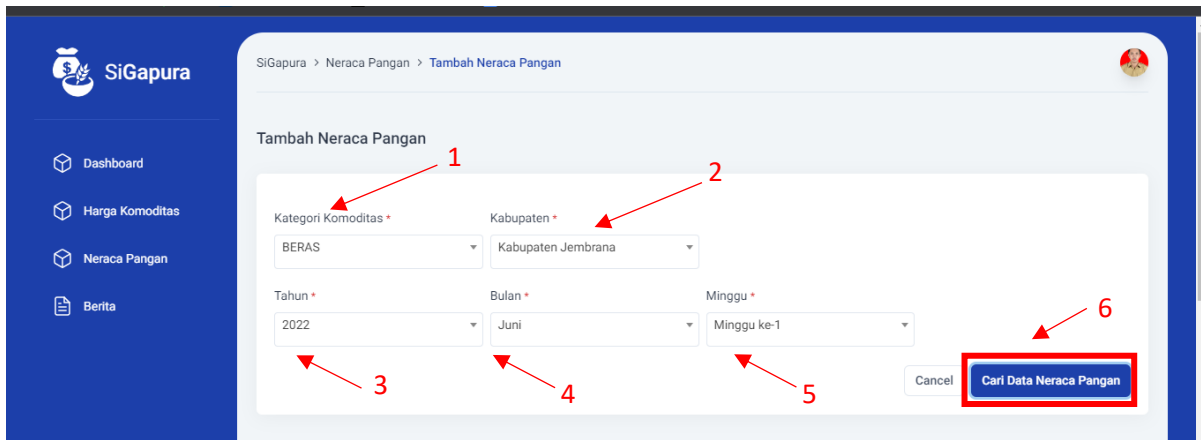 SiGapura
SiGapura > Neraca Pangan > Tambah Neraca Pangan
Dashboard
Harga Komoditas
Neraca Pangan
Berita
Tambah Neraca Pangan
1
2
Kategori Komoditas *
Kabupaten *
BERAS
Kabupaten Jembrana
Tahun *
Bulan *
Minggu *
2022
Juni
Minggu ke-1
6
3
4
5
Cancel
Cari Data Neraca Pangan